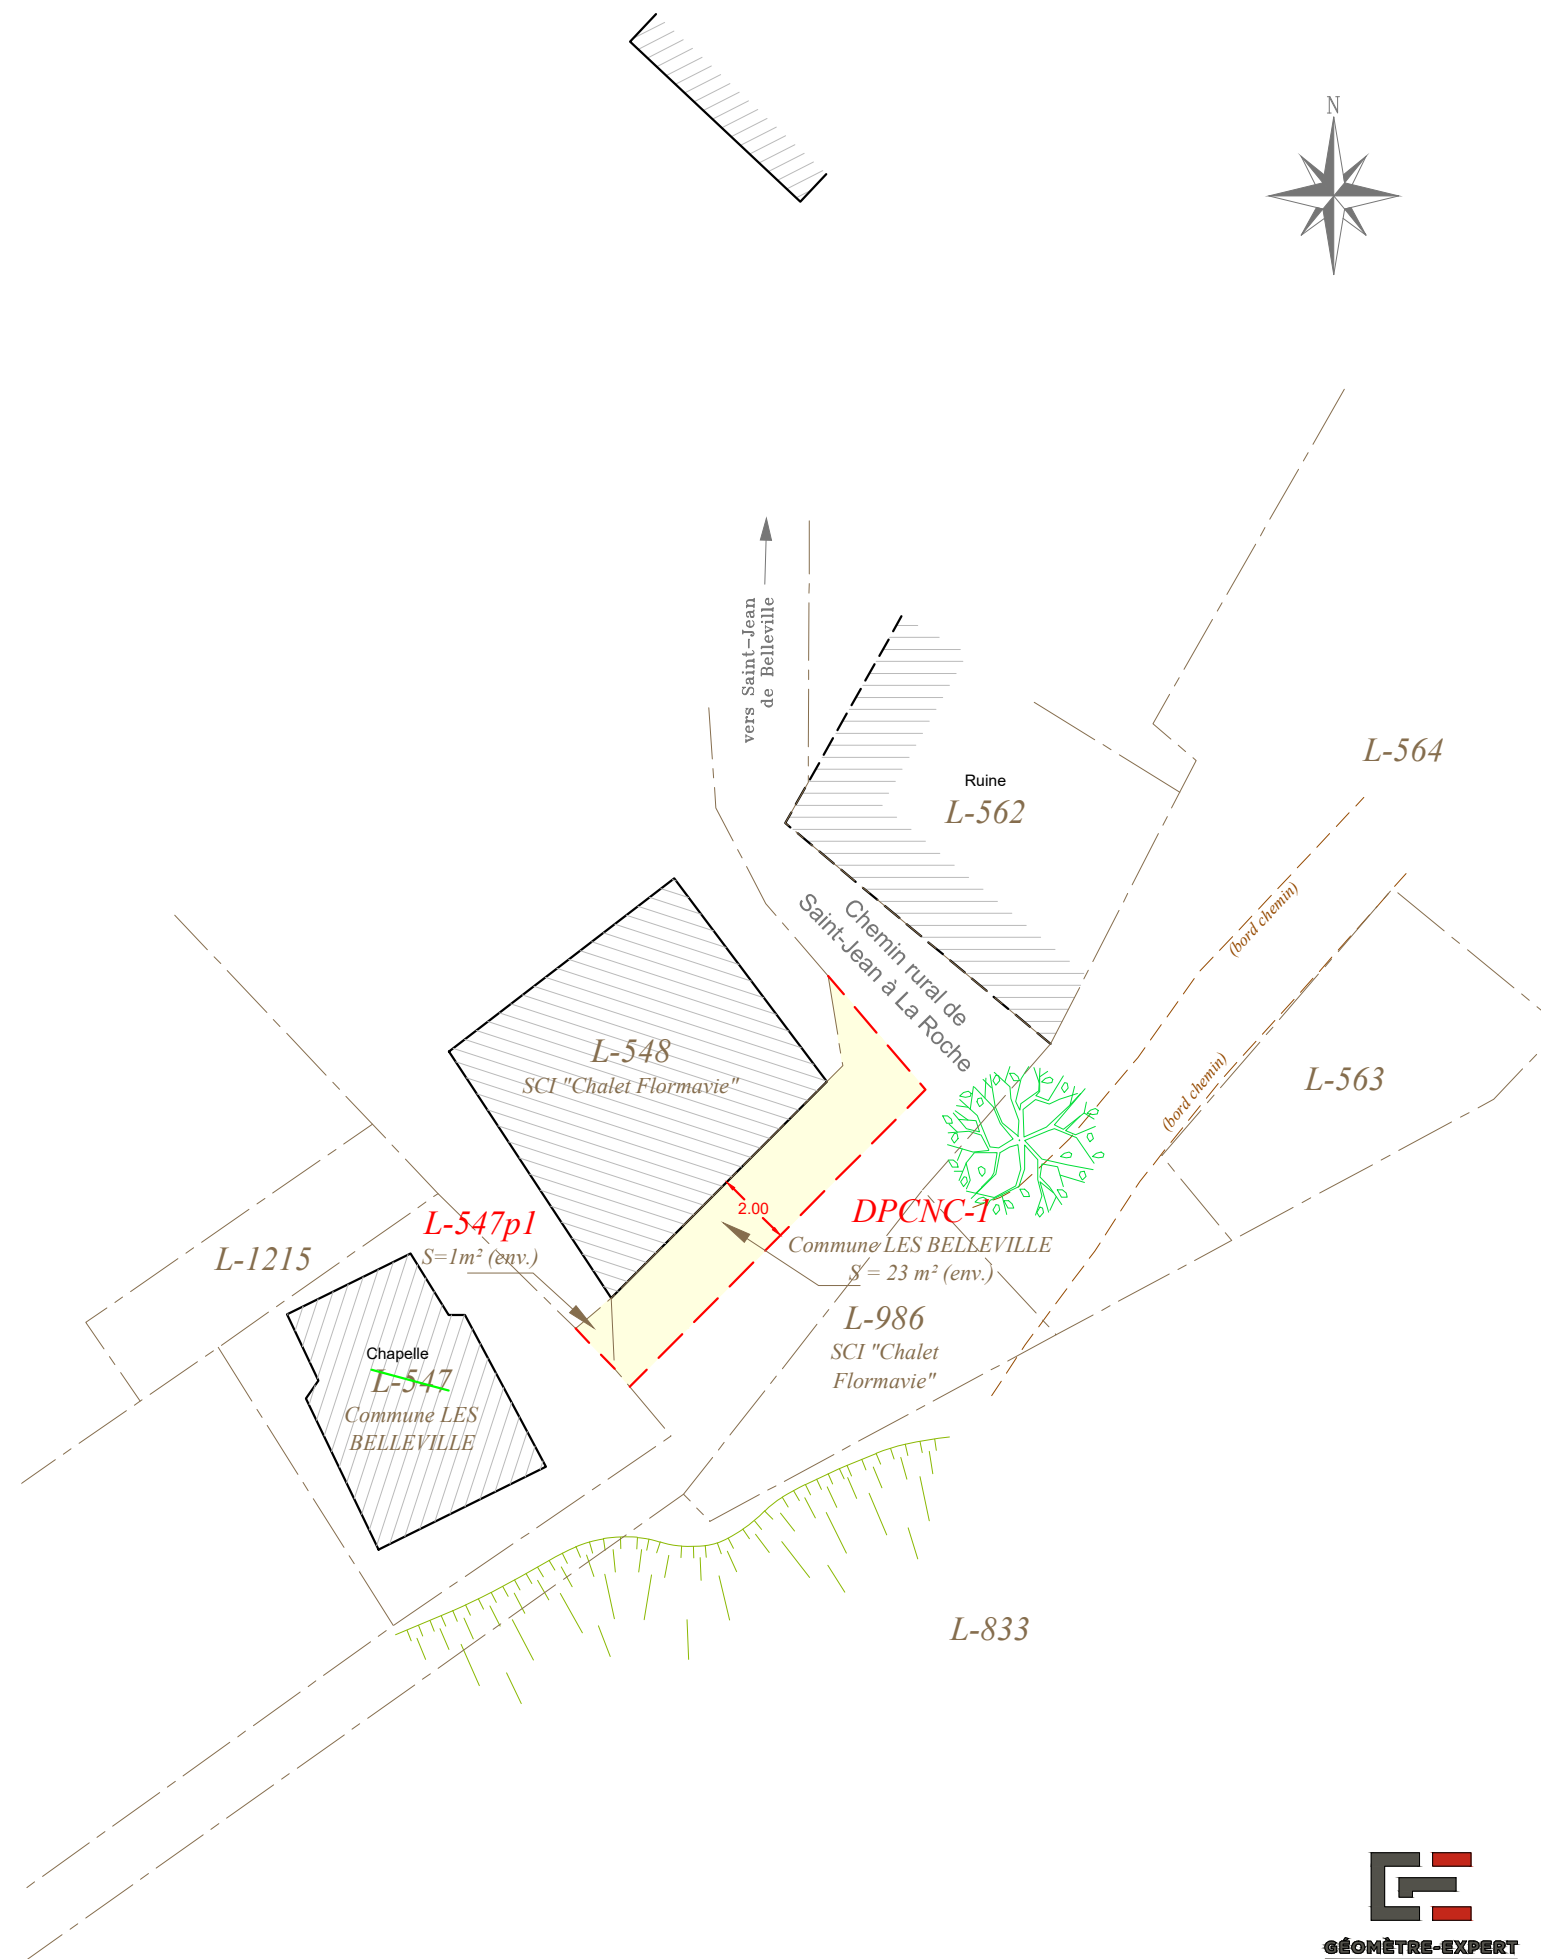 N
vers Saint-Jean
de Belleville
L-564
Ruine
L-562
Chemin rural de
Saint-Jean à La Roche
(bord chemin)
L-548
SCI "Chalet Flormavie"
(bord chemin)
L-563
L-547p1
S=1m² (env.)
2.00
DPCNC-1
Commune LES BELLEVILLE
S = 23 m² (env.)
L-1215
L-986
SCI "Chalet
Flormavie"
Chapelle
L-547
Commune LES
BELLEVILLE
L-833
GÉOMÈTRE-EXPERT